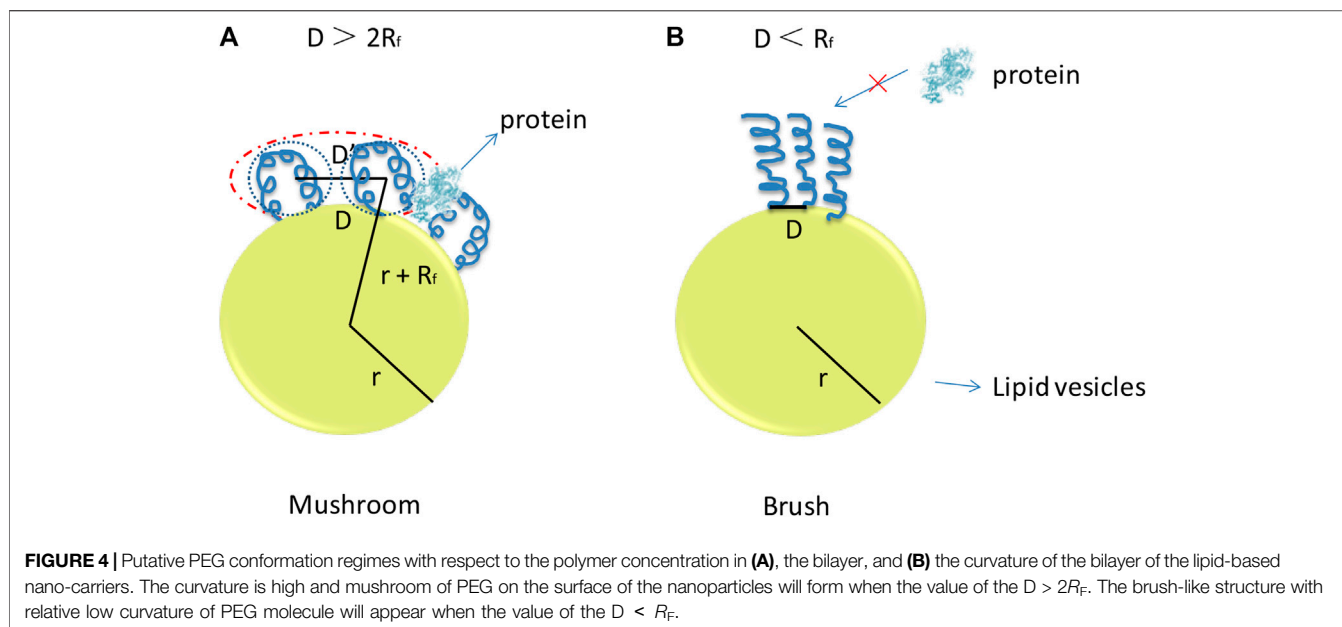 A D > 2Rf
B D < Rf
protein
protein
D'
D
D
r + Rf
r
r
Lipid vesicles
Mushroom
Brush
FIGURE 4 | Putative PEG conformation regimes with respect to the polymer concentration in (A), the bilayer, and (B) the curvature of the bilayer of the lipid-based
nano-carriers. The curvature is high and mushroom of PEG on the surface of the nanoparticles will form when the value of the D > 2RF. The brush-like structure with
relative low curvature of PEG molecule will appear when the value of the D < RF.